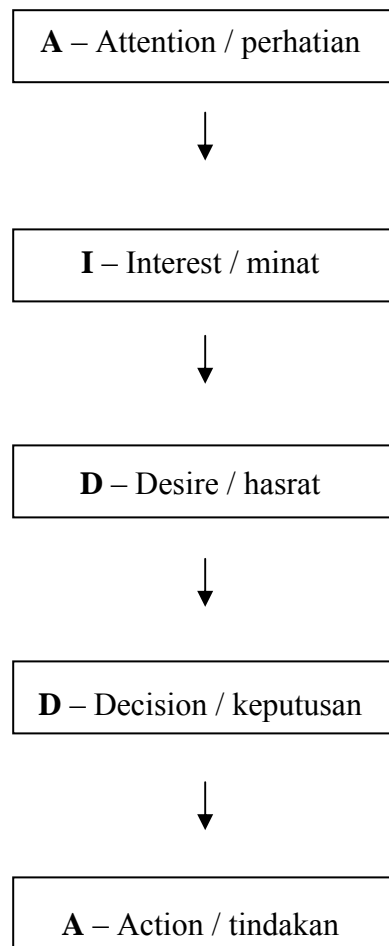 A – Attention / perhatian
I – Interest / minat
D – Desire / hasrat
D – Decision / keputusan
A – Action / tindakan